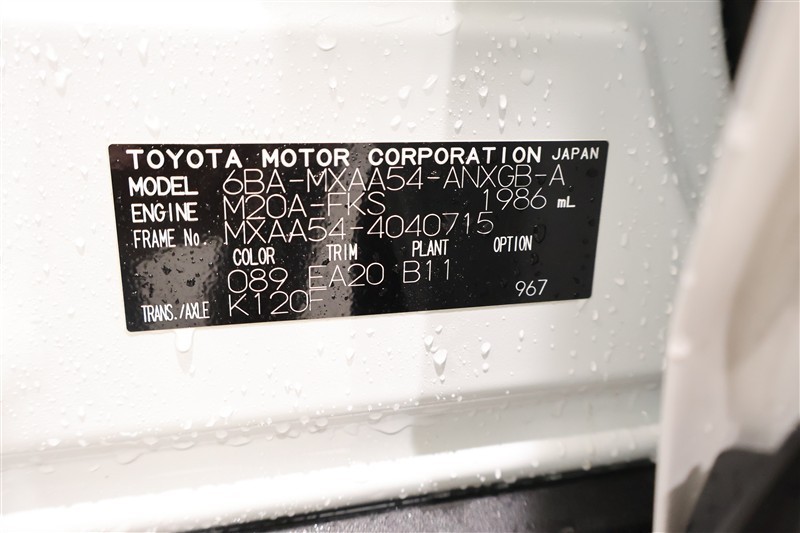 TOYOTA MOTOR CORPORATION JAPAN
MODEL 6BA-MXAA54-ANXGB-A
ENGINE M20A-FKS 1986 mL
FRAME No. MXAA54-4040715
COLOR TRIM PLANT OPTION
089 EA20 B11
TRANS./AXLE K120F 967